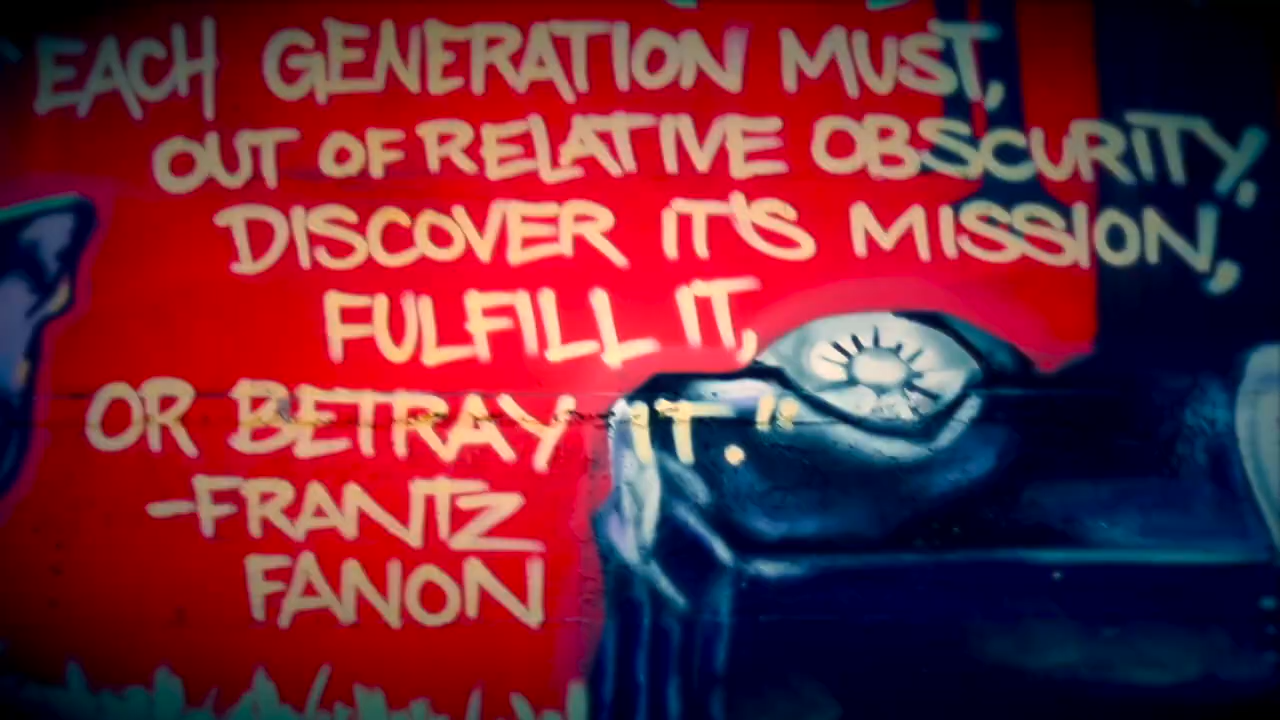 EACH GENERATION MUST,
OUT OF RELATIVE OBSCURITY,
DISCOVER IT'S MISSION,
FULFILL IT,
OR BETRAY IT."
-FRANTZ
FANON